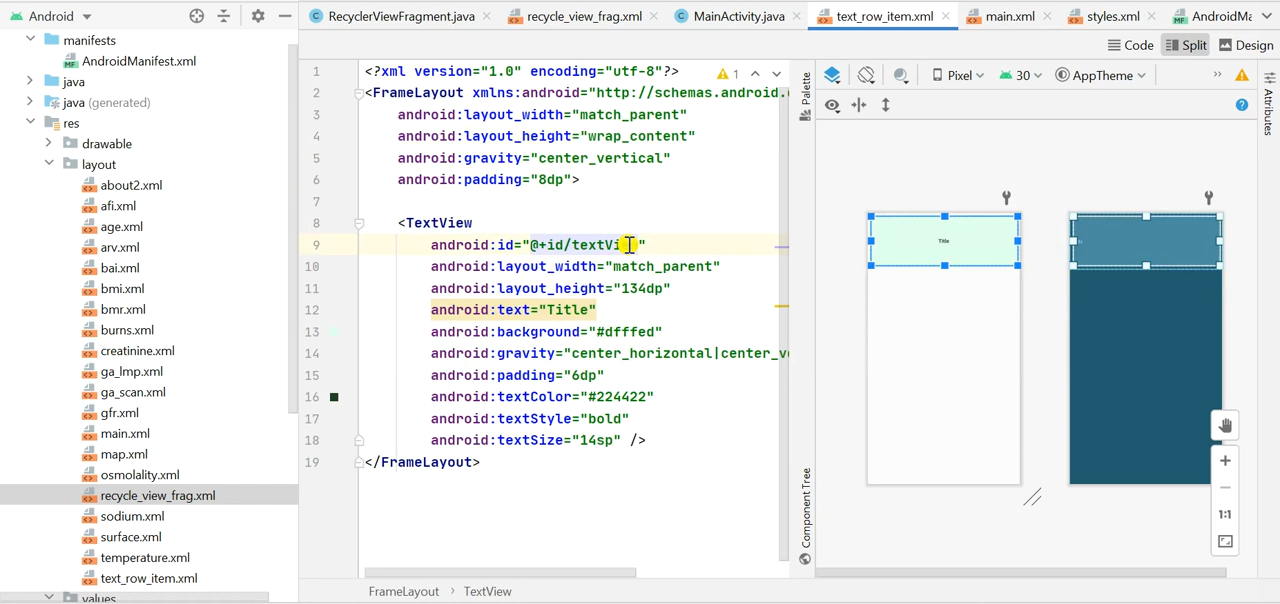 Android
RecyclerViewFragment.java
recycle_view_frag.xml
MainActivity.java
text_row_item.xml
main.xml
styles.xml
AndroidMa
Code
Split
Design
manifests
AndroidManifest.xml
java
java (generated)
res
drawable
layout
about2.xml
afi.xml
age.xml
arv.xml
bai.xml
bmi.xml
bmr.xml
burns.xml
creatinine.xml
ga_lmp.xml
ga_scan.xml
gfr.xml
main.xml
map.xml
osmolality.xml
recycle_view_frag.xml
sodium.xml
surface.xml
temperature.xml
text_row_item.xml
values
1 <?xml version="1.0" encoding="utf-8"?>
2 <FrameLayout xmlns:android="http://schemas.android.
3 android:layout_width="match_parent"
4 android:layout_height="wrap_content"
5 android:gravity="center_vertical"
6 android:padding="8dp">
7
8 <TextView
9 android:id="@+id/textVi "
10 android:layout_width="match_parent"
11 android:layout_height="134dp"
12 android:text="Title"
13 android:background="#dfffed"
14 android:gravity="center_horizontal|center_v
15 android:padding="6dp"
16 android:textColor="#224422"
17 android:textStyle="bold"
18 android:textSize="14sp" />
19 </FrameLayout>
1
Palette
Component Tree
Pixel
30
AppTheme
Attributes
Title
1:1
FrameLayout > TextView